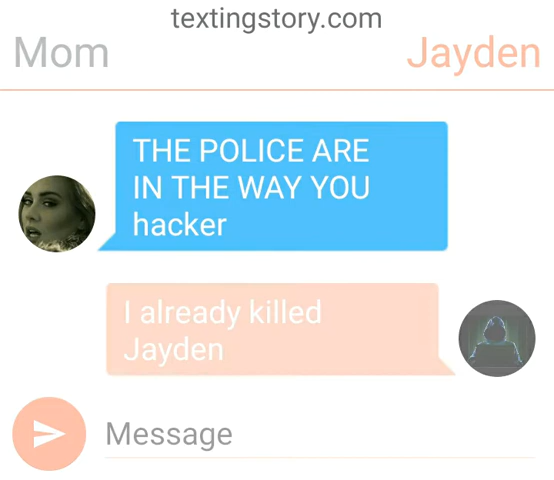 textingstory.com
Mom Jayden
THE POLICE ARE
IN THE WAY YOU
hacker
I already killed
Jayden
Message